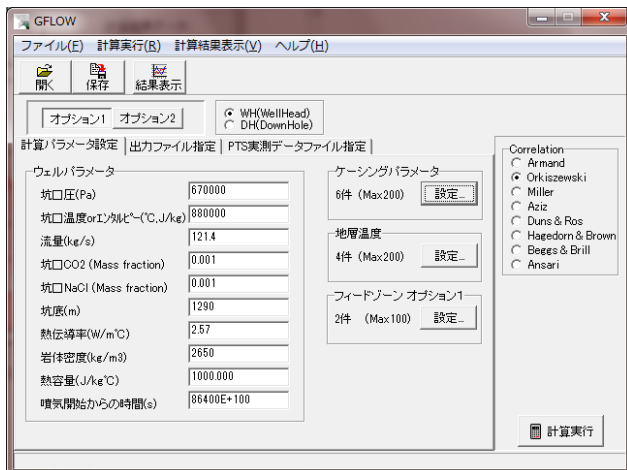 GFLOW
ファイル(F) 計算実行(R) 計算結果表示(V) ヘルプ(H)
開く 保存 結果表示
オプション1 オプション2
WH(WellHead)
DH(DownHole)
計算パラメータ設定 出力ファイル指定 PTS実測データファイル指定
ウェルパラメータ
坑口圧(Pa) 670000
坑口温度orエンタルピー(℃,J/kg) 880000
流量(kg/s) 121.4
坑口CO2 (Mass fraction) 0.001
坑口NaCl (Mass fraction) 0.001
坑底(m) 1290
熱伝導率(W/m℃) 2.57
岩体密度(kg/m3) 2650
熱容量(J/kg℃) 1000.000
噴気開始からの時間(s) 86400E+100
ケーシングパラメータ
6件 (Max200) 設定...
地層温度
4件 (Max200) 設定...
フィードゾーン オプション1
2件 (Max100) 設定...
Correlation
Armand
Orkiszewski
Miller
Aziz
Duns & Ros
Hagedorn & Brown
Beggs & Brill
Ansari
計算実行